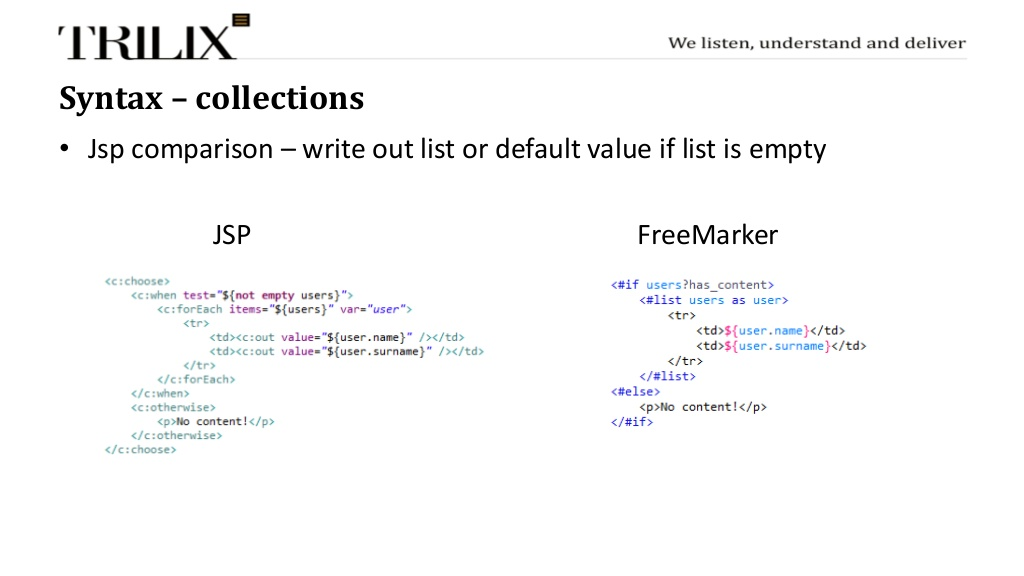 TRILIX
We listen, understand and deliver
Syntax – collections
• Jsp comparison – write out list or default value if list is empty
JSP
<c:choose>
    <c:when test="${not empty users}">
        <c:forEach items="${users}" var="user">
            <tr>
                <td><c:out value="${user.name}" /></td>
                <td><c:out value="${user.surname}" /></td>
            </tr>
        </c:forEach>
    </c:when>
    <c:otherwise>
        <p>No content!</p>
    </c:otherwise>
</c:choose>
FreeMarker
<#if users?has_content>
    <#list users as user>
        <tr>
            <td>${user.name}</td>
            <td>${user.surname}</td>
        </tr>
    </#list>
<#else>
    <p>No content!</p>
</#if>